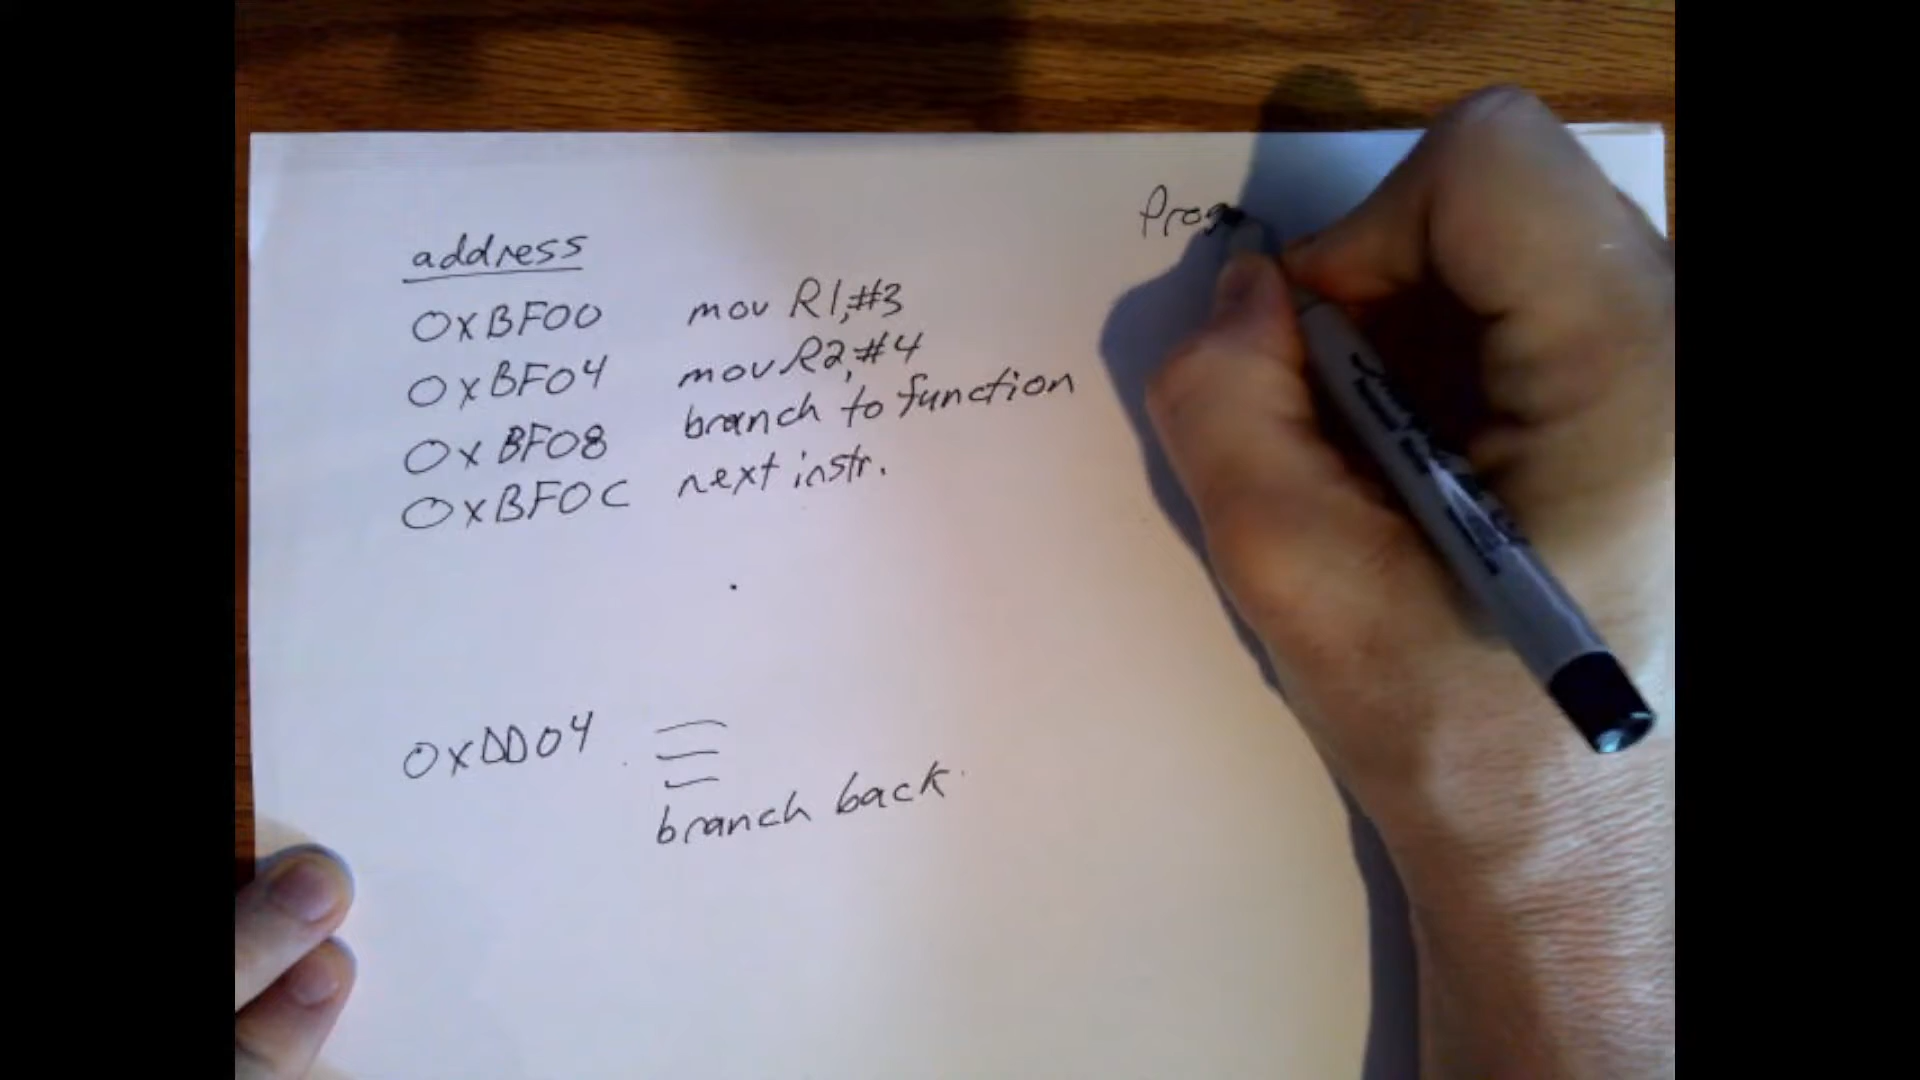 Prog
address
0xBF00 mov R1,#3
0xBF04 mov R2,#4
0xBF08 branch to function
0xBF0C next instr.
0xDD04
branch back